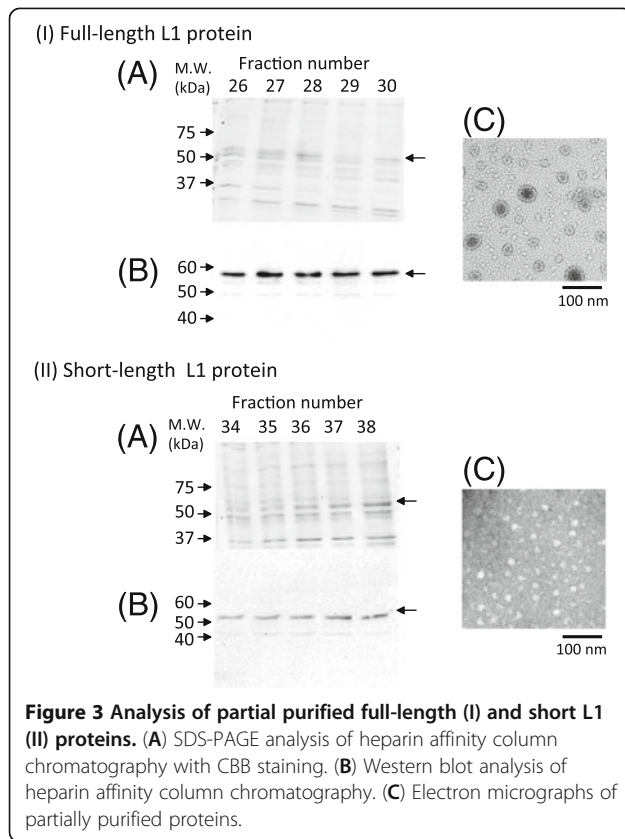 (I) Full-length L1 protein
(A) M.W. (kDa) Fraction number
26 27 28 29 30
75
50
37
(B) 60
50
40
(C)
100 nm
(II) Short-length L1 protein
(A) M.W. (kDa) Fraction number
34 35 36 37 38
75
50
37
(B) 60
50
40
(C)
100 nm
Figure 3 Analysis of partial purified full-length (I) and short L1
(II) proteins. (A) SDS-PAGE analysis of heparin affinity column
chromatography with CBB staining. (B) Western blot analysis of
heparin affinity column chromatography. (C) Electron micrographs of
partially purified proteins.